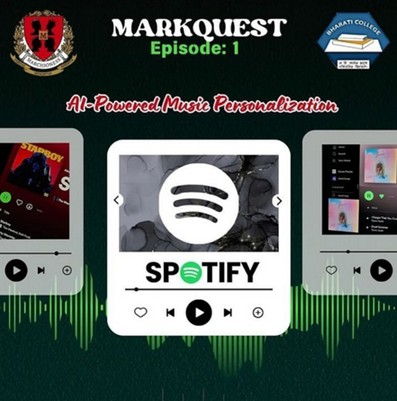 MARKQUEST
Episode: 1
BHARATI COLLEGE
AI-Powered Music Personalization
STARBOY
SPOTIFY